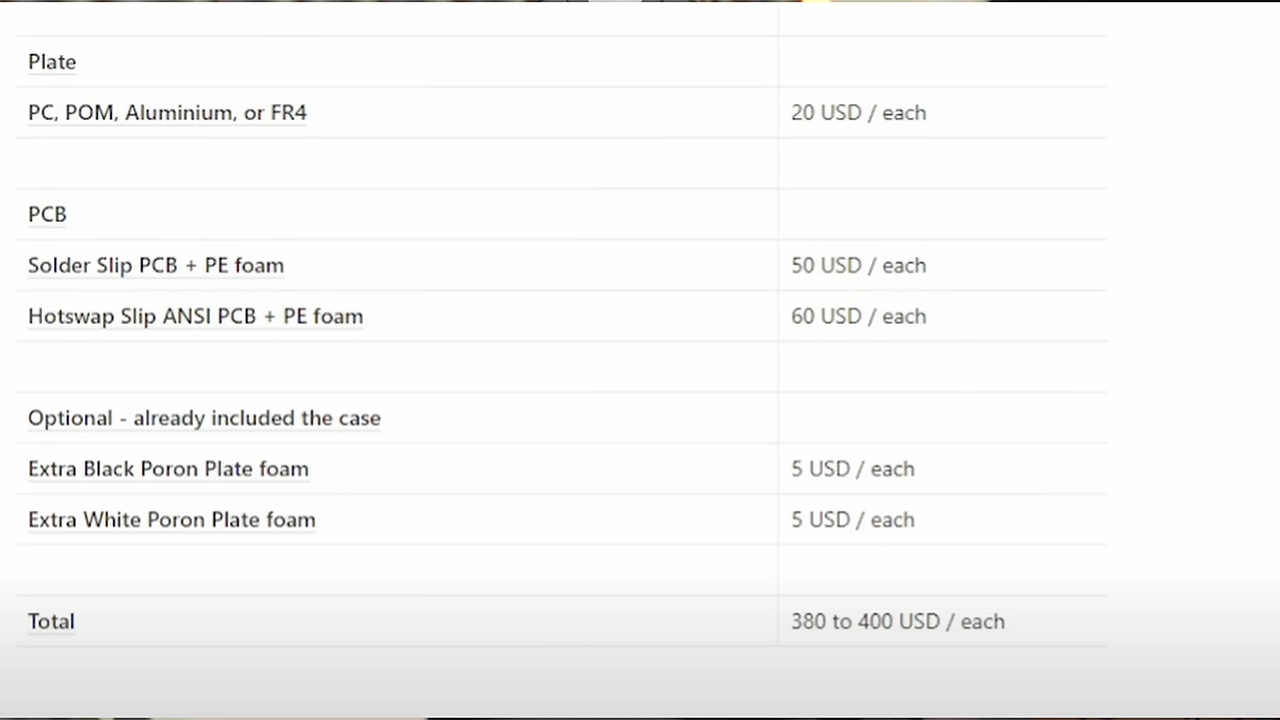 Plate
PC, POM, Aluminium, or FR4 20 USD / each
PCB
Solder Slip PCB + PE foam 50 USD / each
Hotswap Slip ANSI PCB + PE foam 60 USD / each
Optional - already included the case
Extra Black Poron Plate foam 5 USD / each
Extra White Poron Plate foam 5 USD / each
Total 380 to 400 USD / each